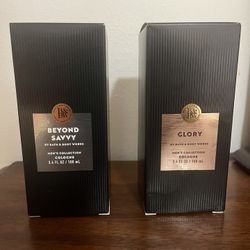 BEYOND
SAVVY
BY BATH & BODY WORKS
MEN'S COLLECTION
COLOGNE
3.4 FL OZ / 100 mL
GLORY
BY BATH & BODY WORKS
MEN'S COLLECTION
COLOGNE
3.4 FL OZ / 100 mL